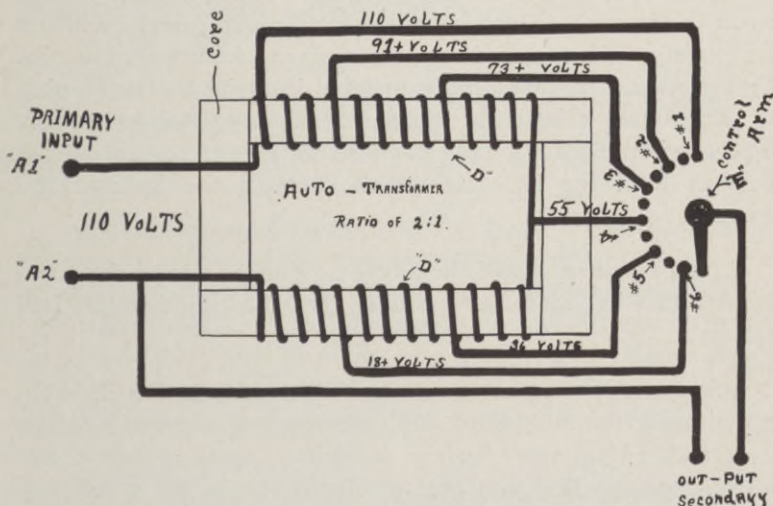 110 VOLTS
91+ VOLTS
73+ VOLTS
core
PRIMARY
INPUT
"A1"
"D"
AUTO - TRANSFORMER
RATIO OF 2:1.
110 VOLTS
"A2"
"D"
55 VOLTS
#1
#2
#3
4
#5
#6
control
Arm
"E"
36 VOLTS
18+ VOLTS
OUT-PUT
Secondary